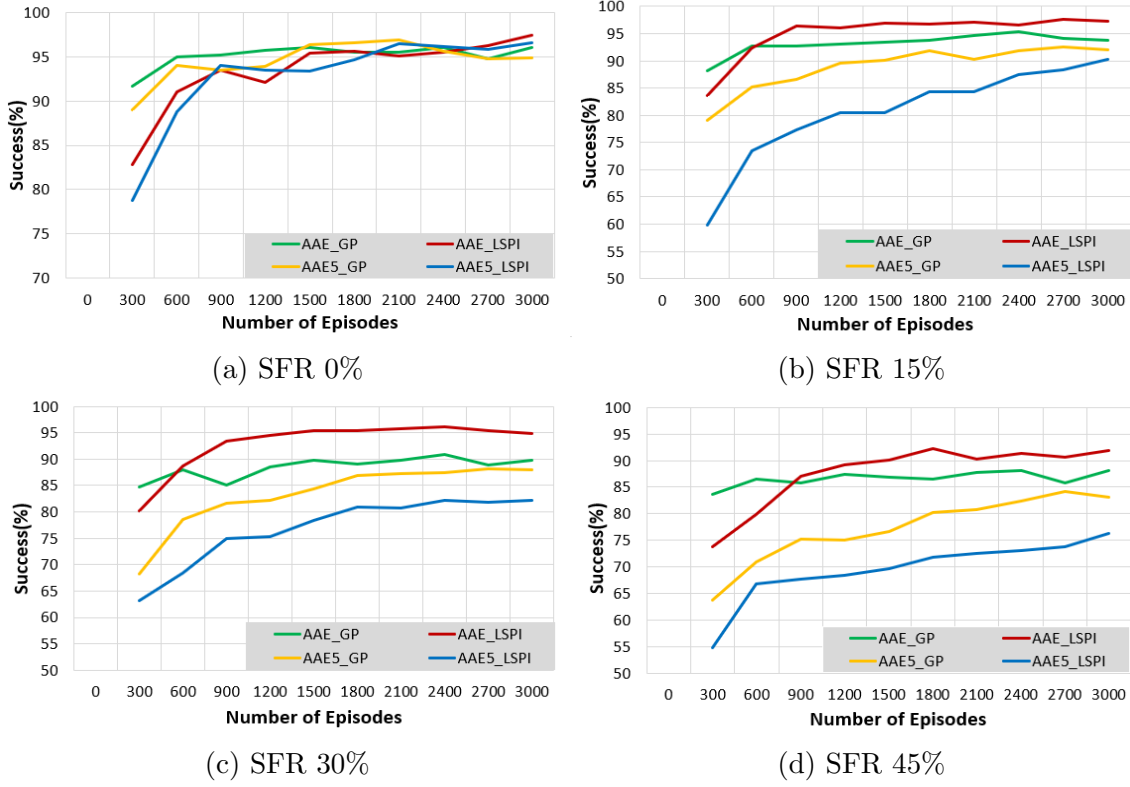 100
95
90
85
80
75
70
Success(%)
AAE_GP AAE_LSPI
AAE5_GP AAE5_LSPI
0 300 600 900 1200 1500 1800 2100 2400 2700 3000
Number of Episodes
(a) SFR 0%
100
95
90
85
80
75
70
65
60
55
50
Success(%)
AAE_GP AAE_LSPI
AAE5_GP AAE5_LSPI
0 300 600 900 1200 1500 1800 2100 2400 2700 3000
Number of Episodes
(b) SFR 15%
100
95
90
85
80
75
70
65
60
55
50
Success(%)
AAE_GP AAE_LSPI
AAE5_GP AAE5_LSPI
0 300 600 900 1200 1500 1800 2100 2400 2700 3000
Number of Episodes
(c) SFR 30%
100
95
90
85
80
75
70
65
60
55
50
Success(%)
AAE_GP AAE_LSPI
AAE5_GP AAE5_LSPI
0 300 600 900 1200 1500 1800 2100 2400 2700 3000
Number of Episodes
(d) SFR 45%